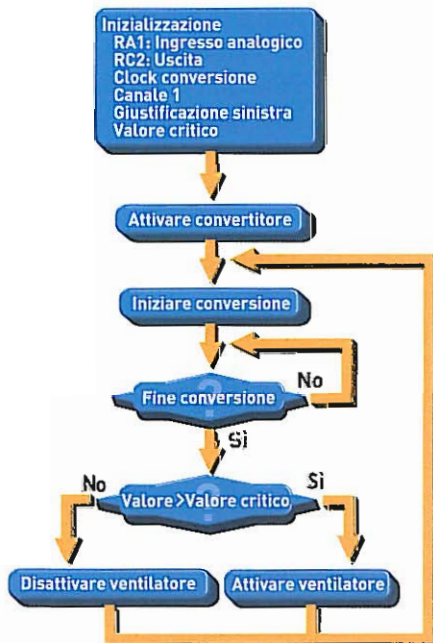 Inizializzazione
RA1: Ingresso analogico
RC2: Uscita
Clock conversione
Canale 1
Giustificazione sinistra
Valore critico
Attivare convertitore
Iniziare conversione
?
Fine conversione
No
Sì
?
Valore>Valore critico
No
Sì
Disattivare ventilatore
Attivare ventilatore